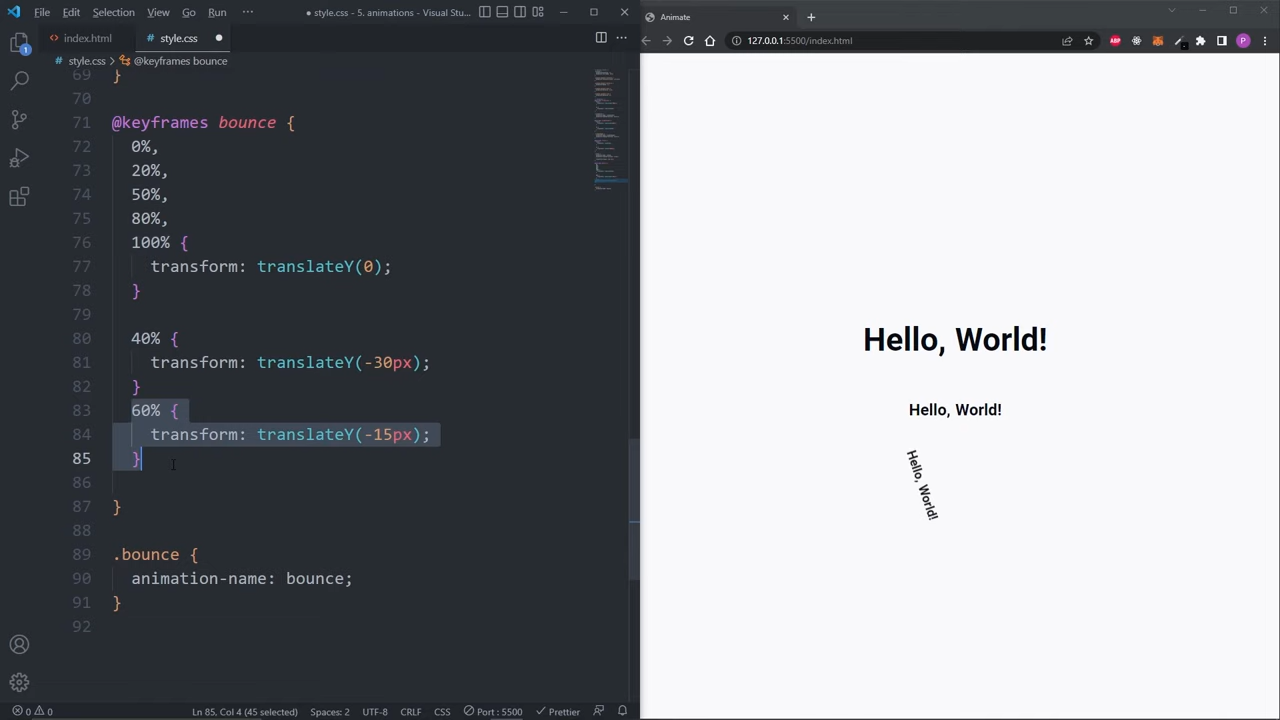 File Edit Selection View Go Run ··· ● style.css - 5. animations - Visual Stu...
Animate
index.html
style.css
127.0.0.1:5500/index.html
style.css > @keyframes bounce
69 }
70
71 @keyframes bounce {
72 0%,
73 20%,
74 50%,
75 80%,
76 100% {
77 transform: translateY(0);
78 }
79
80 40% {
81 transform: translateY(-30px);
82 }
83 60% {
84 transform: translateY(-15px);
85 }
86
87 }
88
89 .bounce {
90 animation-name: bounce;
91 }
92
Hello, World!
Hello, World!
Hello, World!
0 0 Ln 85, Col 4 (45 selected) Spaces: 2 UTF-8 CRLF CSS Port : 5500 Prettier